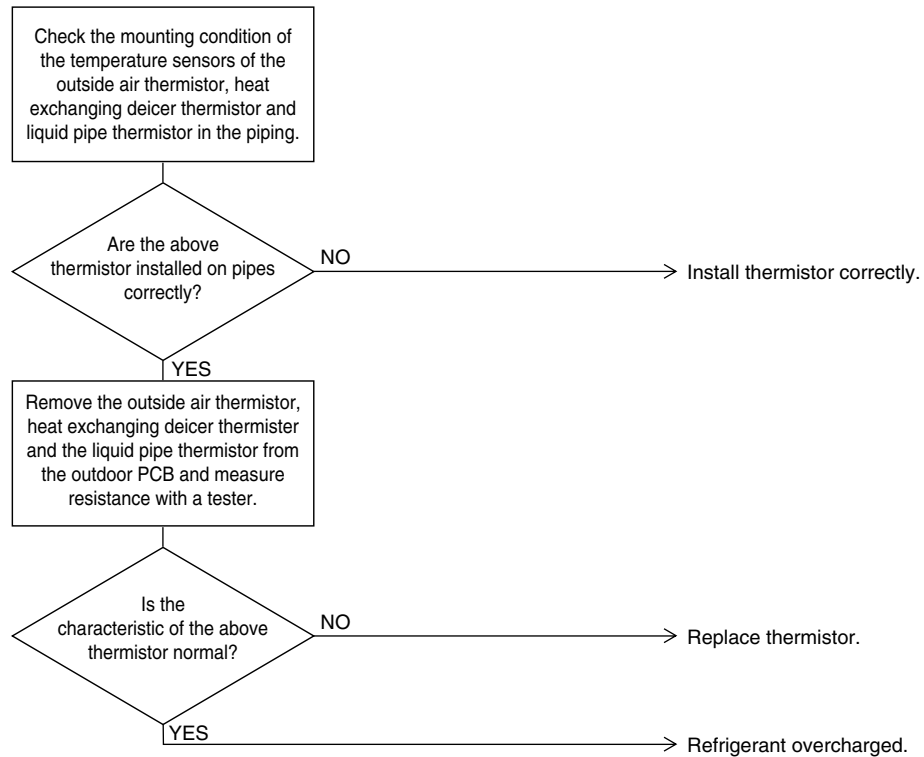 Check the mounting condition of
the temperature sensors of the
outside air thermistor, heat
exchanging deicer thermistor and
liquid pipe thermistor in the piping.
Are the above
thermistor installed on pipes
correctly?
NO
Install thermistor correctly.
YES
Remove the outside air thermistor,
heat exchanging deicer thermister
and the liquid pipe thermistor from
the outdoor PCB and measure
resistance with a tester.
Is the
characteristic of the above
thermistor normal?
NO
Replace thermistor.
YES
Refrigerant overcharged.